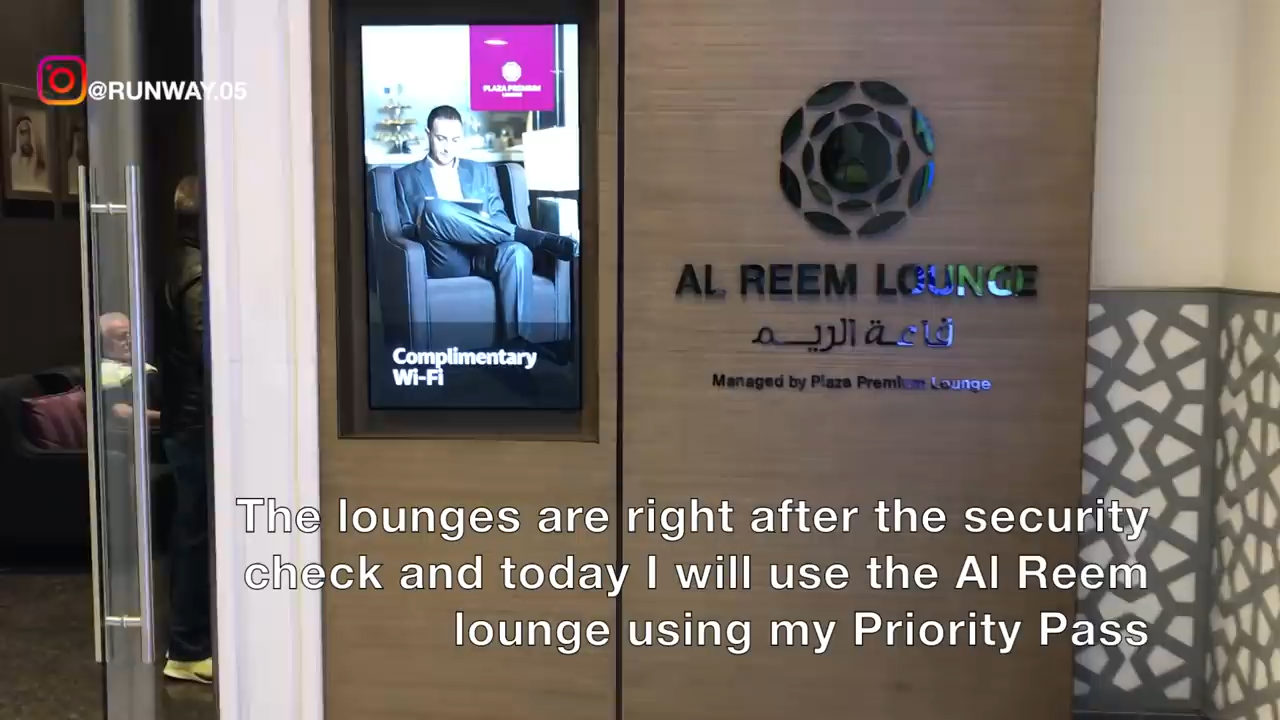 @RUNWAY.05
PLAZA PREMIUM
LOUNGE
Complimentary
Wi-Fi
AL REEM LOUNGE
قاعة الريـم
Managed by Plaza Premium Lounge
The lounges are right after the security
check and today I will use the Al Reem
lounge using my Priority Pass